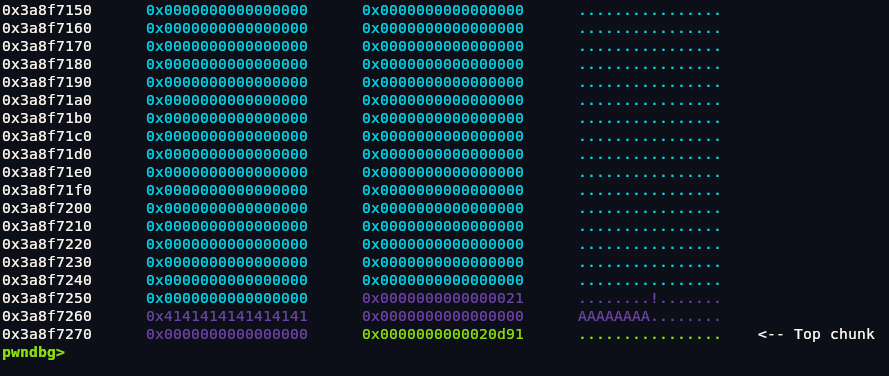 0x3a8f7150 0x0000000000000000 0x0000000000000000 ................
0x3a8f7160 0x0000000000000000 0x0000000000000000 ................
0x3a8f7170 0x0000000000000000 0x0000000000000000 ................
0x3a8f7180 0x0000000000000000 0x0000000000000000 ................
0x3a8f7190 0x0000000000000000 0x0000000000000000 ................
0x3a8f71a0 0x0000000000000000 0x0000000000000000 ................
0x3a8f71b0 0x0000000000000000 0x0000000000000000 ................
0x3a8f71c0 0x0000000000000000 0x0000000000000000 ................
0x3a8f71d0 0x0000000000000000 0x0000000000000000 ................
0x3a8f71e0 0x0000000000000000 0x0000000000000000 ................
0x3a8f71f0 0x0000000000000000 0x0000000000000000 ................
0x3a8f7200 0x0000000000000000 0x0000000000000000 ................
0x3a8f7210 0x0000000000000000 0x0000000000000000 ................
0x3a8f7220 0x0000000000000000 0x0000000000000000 ................
0x3a8f7230 0x0000000000000000 0x0000000000000000 ................
0x3a8f7240 0x0000000000000000 0x0000000000000000 ................
0x3a8f7250 0x0000000000000000 0x0000000000000021 ........!.......
0x3a8f7260 0x4141414141414141 0x0000000000000000 AAAAAAAA........
0x3a8f7270 0x0000000000000000 0x0000000000020d91 ................ <-- Top chunk
pwndbg>